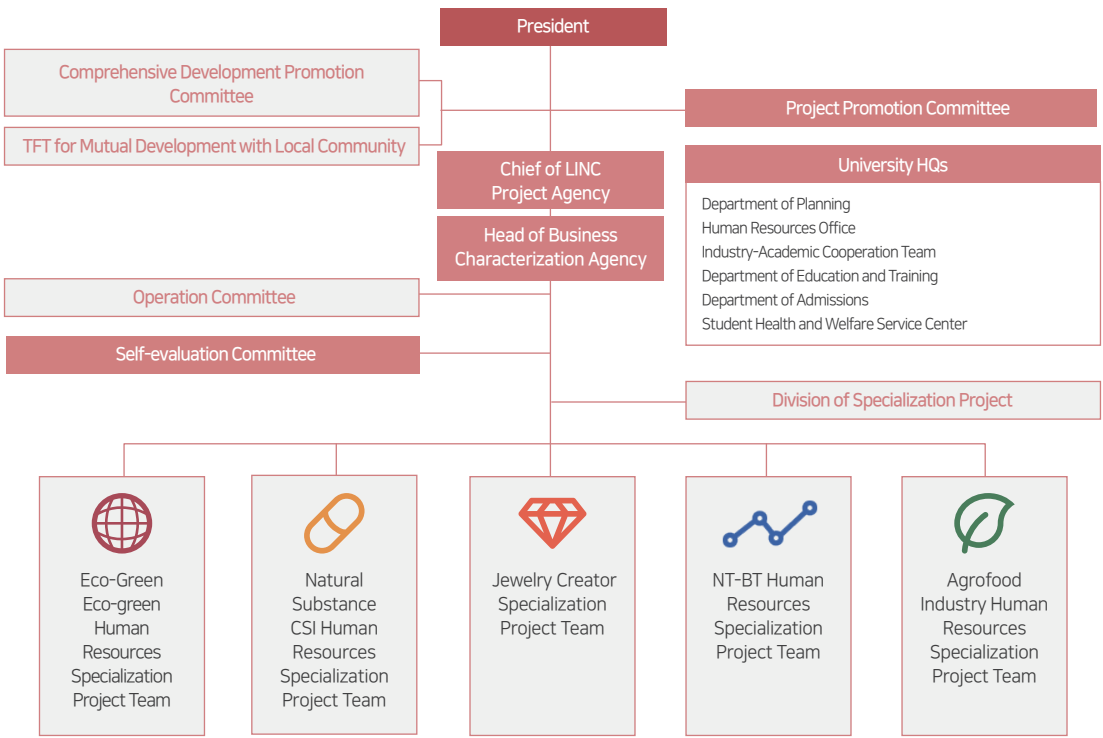 President
Comprehensive Development Promotion
Committee
TFT for Mutual Development with Local Community
Project Promotion Committee
Chief of LINC
Project Agency
Head of Business
Characterization Agency
University HQs
Department of Planning
Human Resources Office
Industry-Academic Cooperation Team
Department of Education and Training
Department of Admissions
Student Health and Welfare Service Center
Operation Committee
Self-evaluation Committee
Division of Specialization Project
Eco-Green
Eco-green
Human
Resources
Specialization
Project Team
Natural
Substance
CSI Human
Resources
Specialization
Project Team
Jewelry Creator
Specialization
Project Team
NT-BT Human
Resources
Specialization
Project Team
Agrofood
Industry Human
Resources
Specialization
Project Team